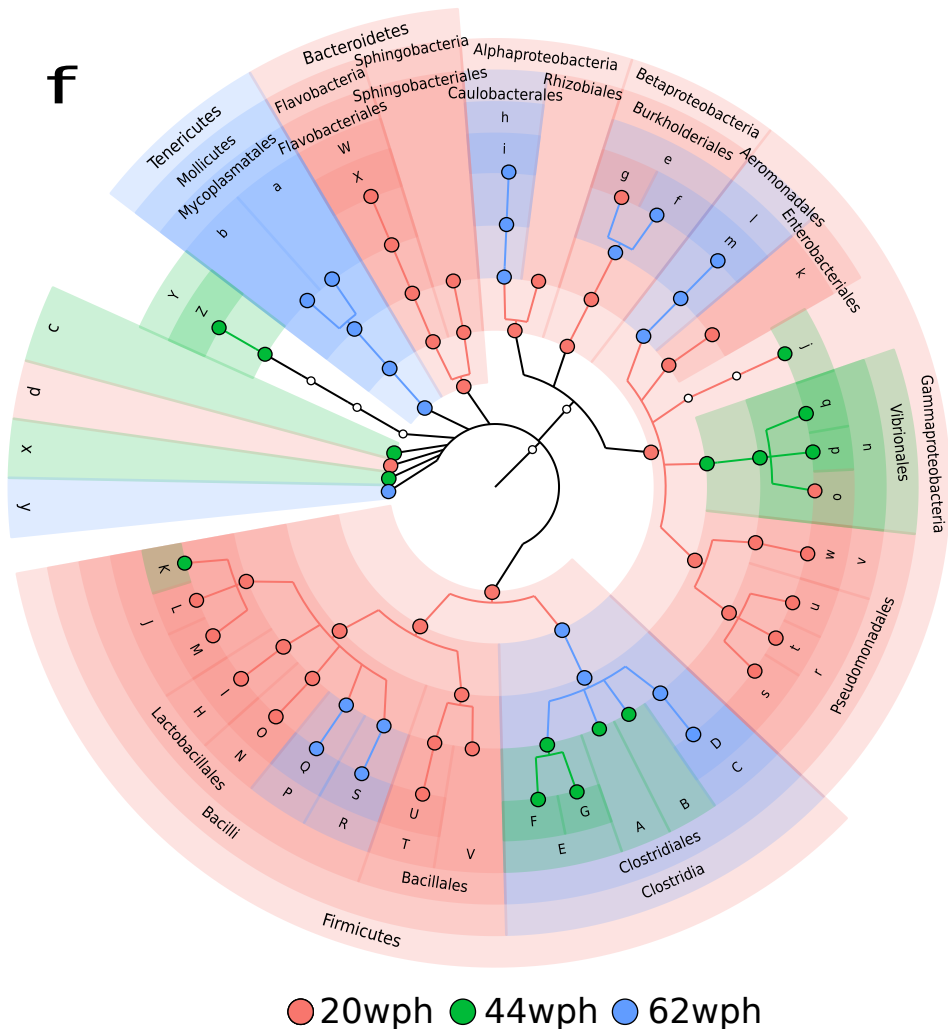 f
Bacteroidetes
Sphingobacteria
Flavobacteria
Sphingobacteriales
Flavobacteriales
W
X
Tenericutes
Mollicutes
Mycoplasmatales
a
b
Y
Z
c
d
x
y
Alphaproteobacteria
Rhizobiales
Caulobacterales
h
i
Betaproteobacteria
Burkholderiales
e
g
f
Aeromonadales
l
m
Enterobacteriales
k
j
Gammaproteobacteria
Vibrionales
q
p
n
o
w
v
u
t
s
r
Pseudomonadales
K
L
J
M
I
H
O
N
Q
P
S
R
U
T
V
Lactobacillales
Bacilli
Bacillales
Firmicutes
F
G
E
A
B
D
C
Clostridiales
Clostridia
20wph 44wph 62wph